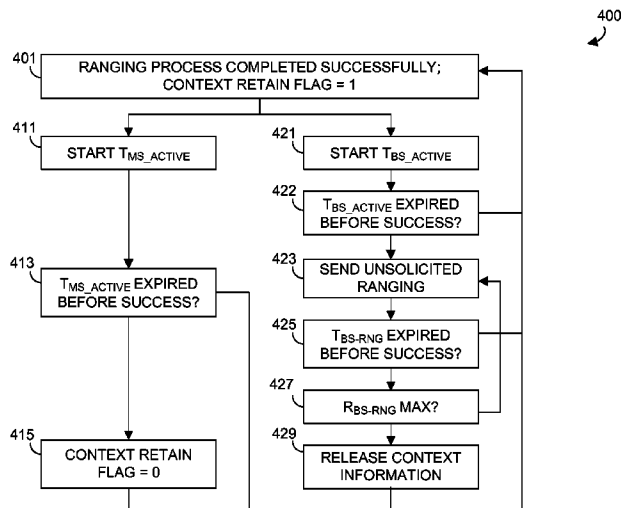 400
401
RANGING PROCESS COMPLETED SUCCESSFULLY;
CONTEXT RETAIN FLAG = 1
411
START TMS_ACTIVE
421
START TBS_ACTIVE
422
TBS_ACTIVE EXPIRED
BEFORE SUCCESS?
423
SEND UNSOLICITED
RANGING
413
TMS_ACTIVE EXPIRED
BEFORE SUCCESS?
425
TBS-RNG EXPIRED
BEFORE SUCCESS?
427
RBS-RNG MAX?
415
CONTEXT RETAIN
FLAG = 0
429
RELEASE CONTEXT
INFORMATION